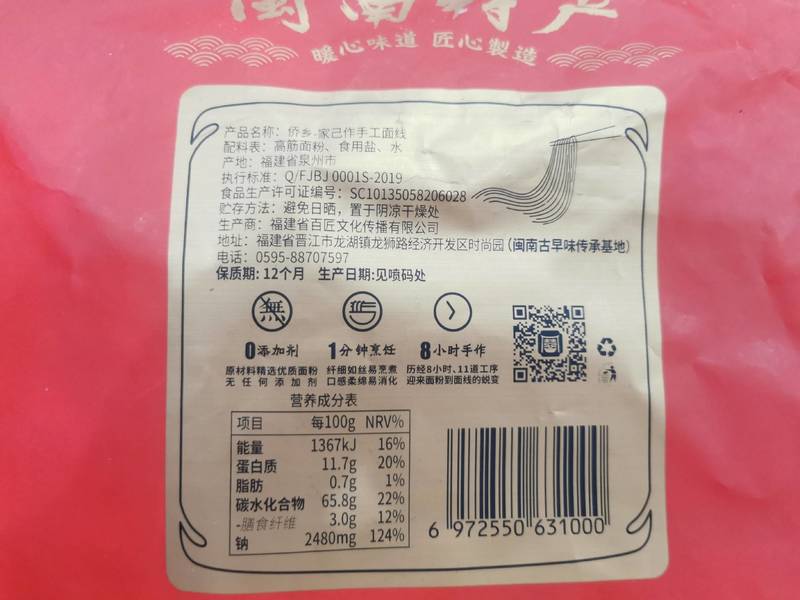 闽南特产
暖心味道 匠心製造
产品名称：侨乡·家己作手工面线
配料表：高筋面粉、食用盐、水
产地：福建省泉州市
执行标准：Q/FJBJ 0001S-2019
食品生产许可证编号：SC10135058206028
贮存方法：避免日晒，置于阴凉干燥处
生产商：福建省百匠文化传播有限公司
地址：福建省晋江市龙湖镇龙狮路经济开发区时尚园(闽南古早味传承基地)
电话：0595-88707597
保质期：12个月 生产日期:见喷码处
無
0添加剂 1分钟烹饪 8小时手作
原材料精选优质面粉 纤细如丝易烹煮 历经8小时、11道工序
无任何添加剂 口感柔绵易消化 迎来面粉到面线的蜕变
营养成分表
项目 每100g NRV%
能量 1367kJ 16%
蛋白质 11.7g 20%
脂肪 0.7g 1%
碳水化合物 65.8g 22%
-膳食纤维 3.0g 12%
钠 2480mg 124%
6 972550 631000